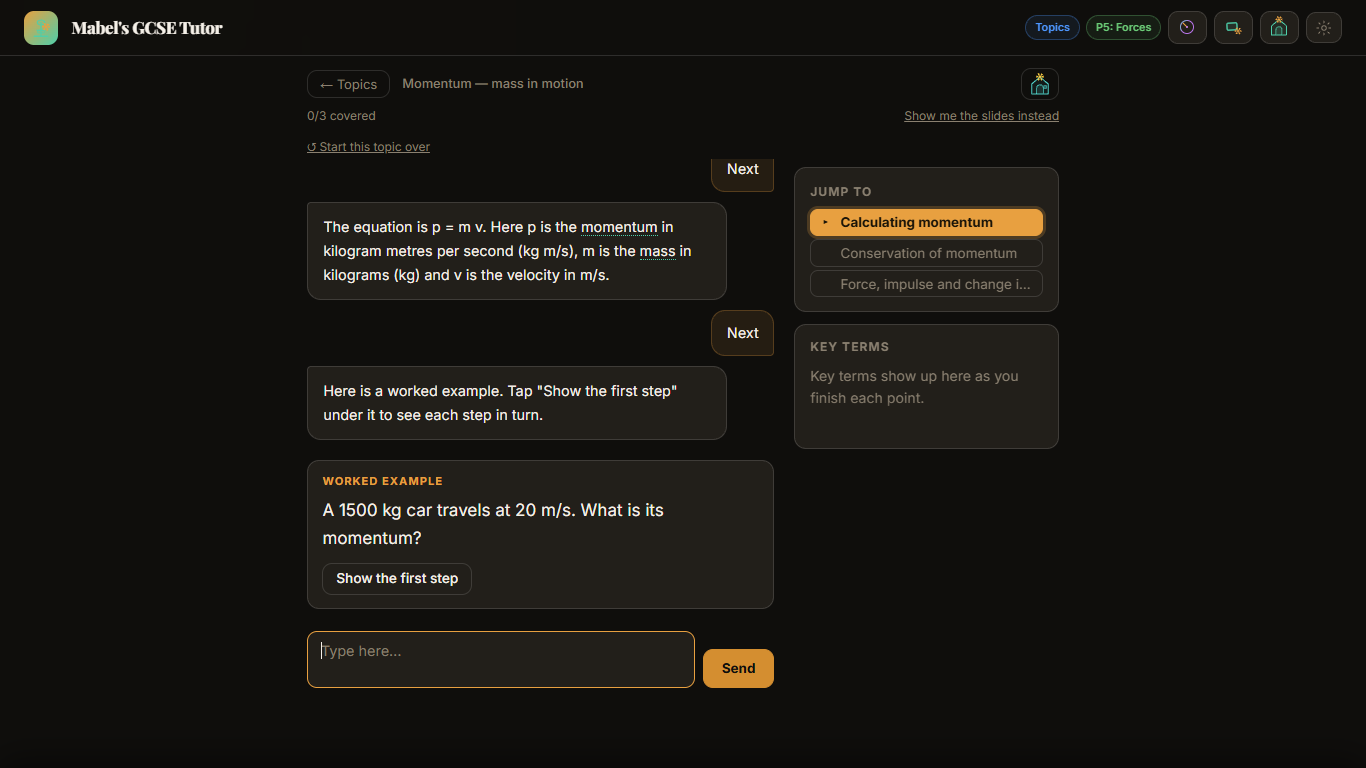 Mabel's GCSE Tutor
Topics
P5: Forces
← Topics
Momentum — mass in motion
0/3 covered
Show me the slides instead
↺ Start this topic over
Next
The equation is p = m v. Here p is the momentum in
kilogram metres per second (kg m/s), m is the mass in
kilograms (kg) and v is the velocity in m/s.
Next
Here is a worked example. Tap "Show the first step"
under it to see each step in turn.
WORKED EXAMPLE
A 1500 kg car travels at 20 m/s. What is its
momentum?
Show the first step
Type here...
Send
JUMP TO
‣ Calculating momentum
Conservation of momentum
Force, impulse and change i...
KEY TERMS
Key terms show up here as you
finish each point.